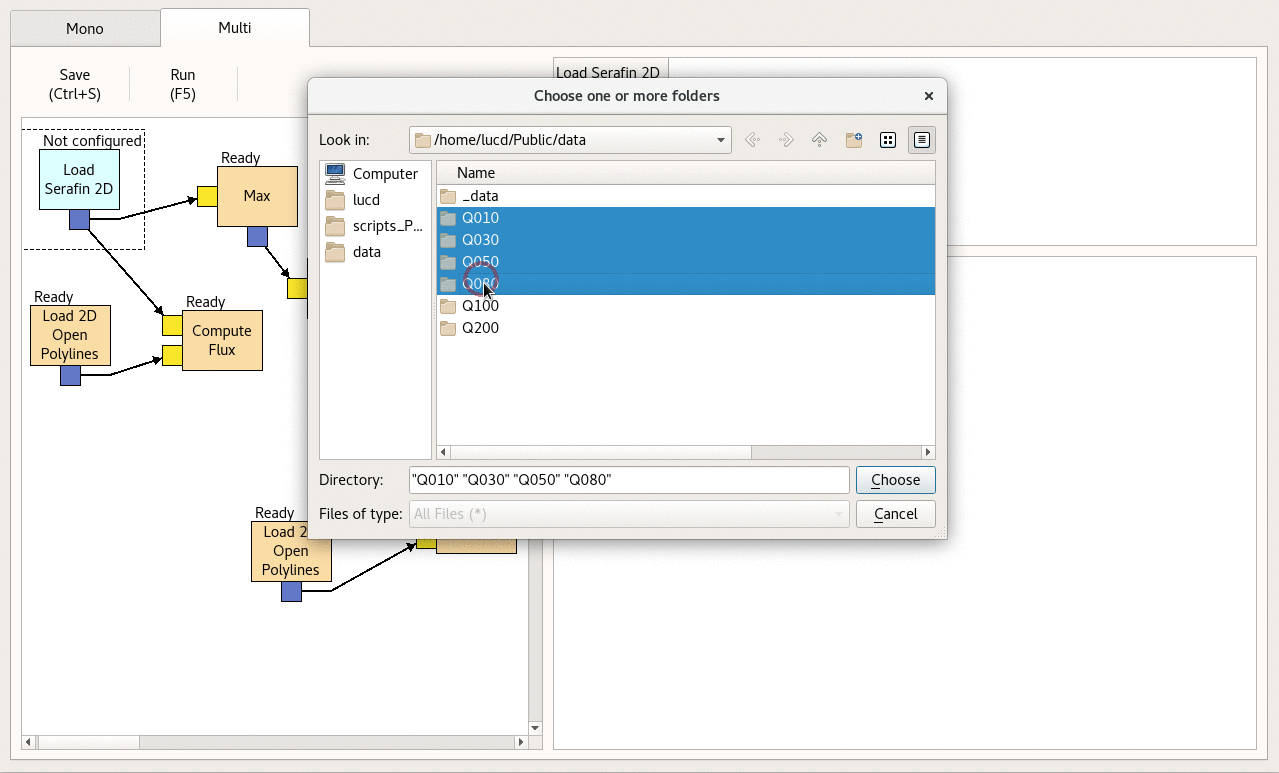 Mono
Multi
Save
(Ctrl+S)
Run
(F5)
Load Serafin 2D
Not configured
Load
Serafin 2D
Ready
Max
Ready
Load 2D
Open
Polylines
Ready
Compute
Flux
Ready
Load 2
Open
Polylines
Choose one or more folders
Look in:
/home/lucd/Public/data
Computer
lucd
scripts_P...
data
Name
_data
Q010
Q030
Q050
Q080
Q100
Q200
Directory:
"Q010" "Q030" "Q050" "Q080"
Choose
Files of type:
All Files (*)
Cancel